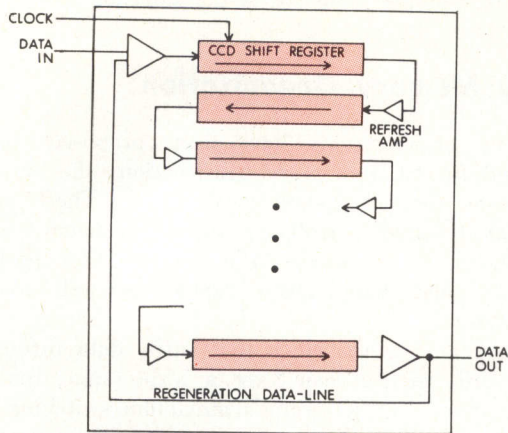 CLOCK
DATA
IN
CCD SHIFT REGISTER
REFRESH
AMP
DATA
OUT
REGENERATION DATA-LINE